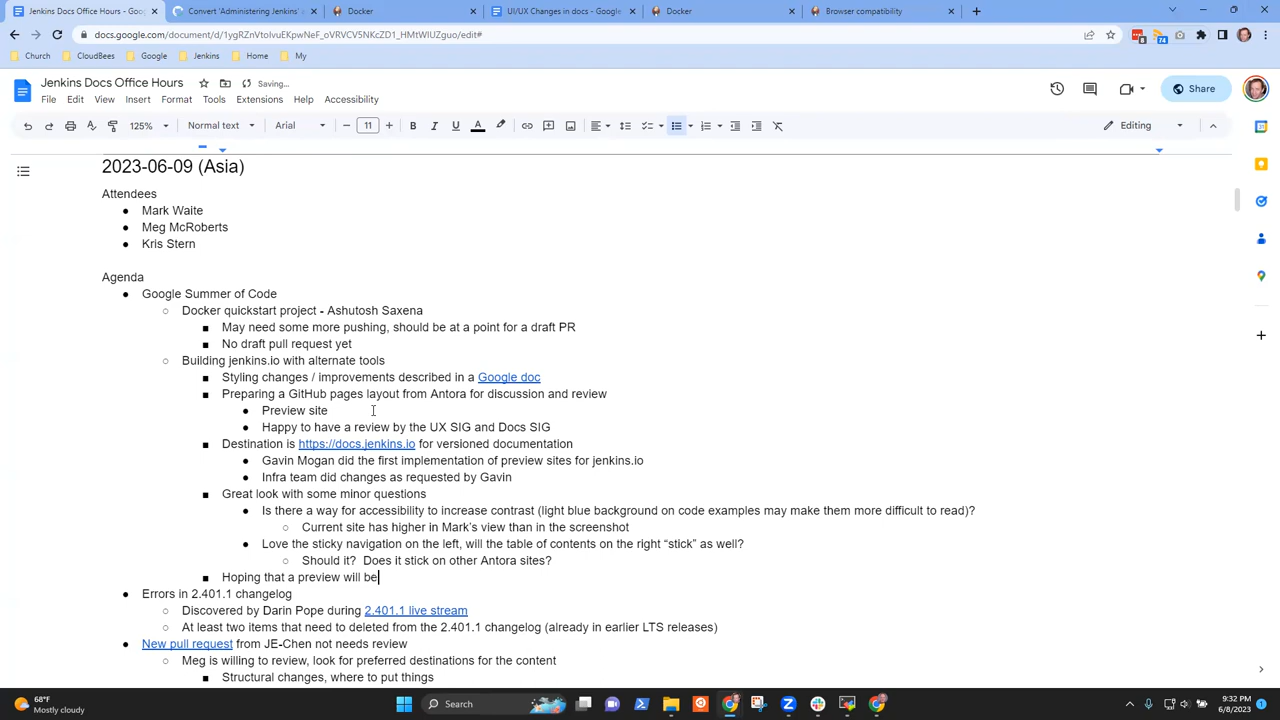 Jenkins Docs Office Hours - Goo
Convert 'Administering Jenkins'
Docker
UI/UX Changes in docs - Google
Docker
Browser compatibility
docs.google.com/document/d/1ygRZnVtoIvuEKpwNeF_oVRVCV5NKcZD1_HMtWIUZguo/edit#
Church
CloudBees
Google
Jenkins
Home
My
Jenkins Docs Office Hours
Saving...
File Edit View Insert Format Tools Extensions Help Accessibility
Share
125%
Normal text
Arial
11
Editing
2023-06-09 (Asia)
Attendees
● Mark Waite
● Meg McRoberts
● Kris Stern
Agenda
● Google Summer of Code
○ Docker quickstart project - Ashutosh Saxena
■ May need some more pushing, should be at a point for a draft PR
■ No draft pull request yet
○ Building jenkins.io with alternate tools
■ Styling changes / improvements described in a Google doc
■ Preparing a GitHub pages layout from Antora for discussion and review
● Preview site
● Happy to have a review by the UX SIG and Docs SIG
■ Destination is https://docs.jenkins.io for versioned documentation
● Gavin Mogan did the first implementation of preview sites for jenkins.io
● Infra team did changes as requested by Gavin
■ Great look with some minor questions
● Is there a way for accessibility to increase contrast (light blue background on code examples may make them more difficult to read)?
○ Current site has higher in Mark's view than in the screenshot
● Love the sticky navigation on the left, will the table of contents on the right “stick” as well?
○ Should it? Does it stick on other Antora sites?
■ Hoping that a preview will be
● Errors in 2.401.1 changelog
○ Discovered by Darin Pope during 2.401.1 live stream
○ At least two items that need to deleted from the 2.401.1 changelog (already in earlier LTS releases)
● New pull request from JE-Chen not needs review
○ Meg is willing to review, look for preferred destinations for the content
■ Structural changes, where to put things
68°F
Mostly cloudy
Search
9:32 PM
6/8/2023